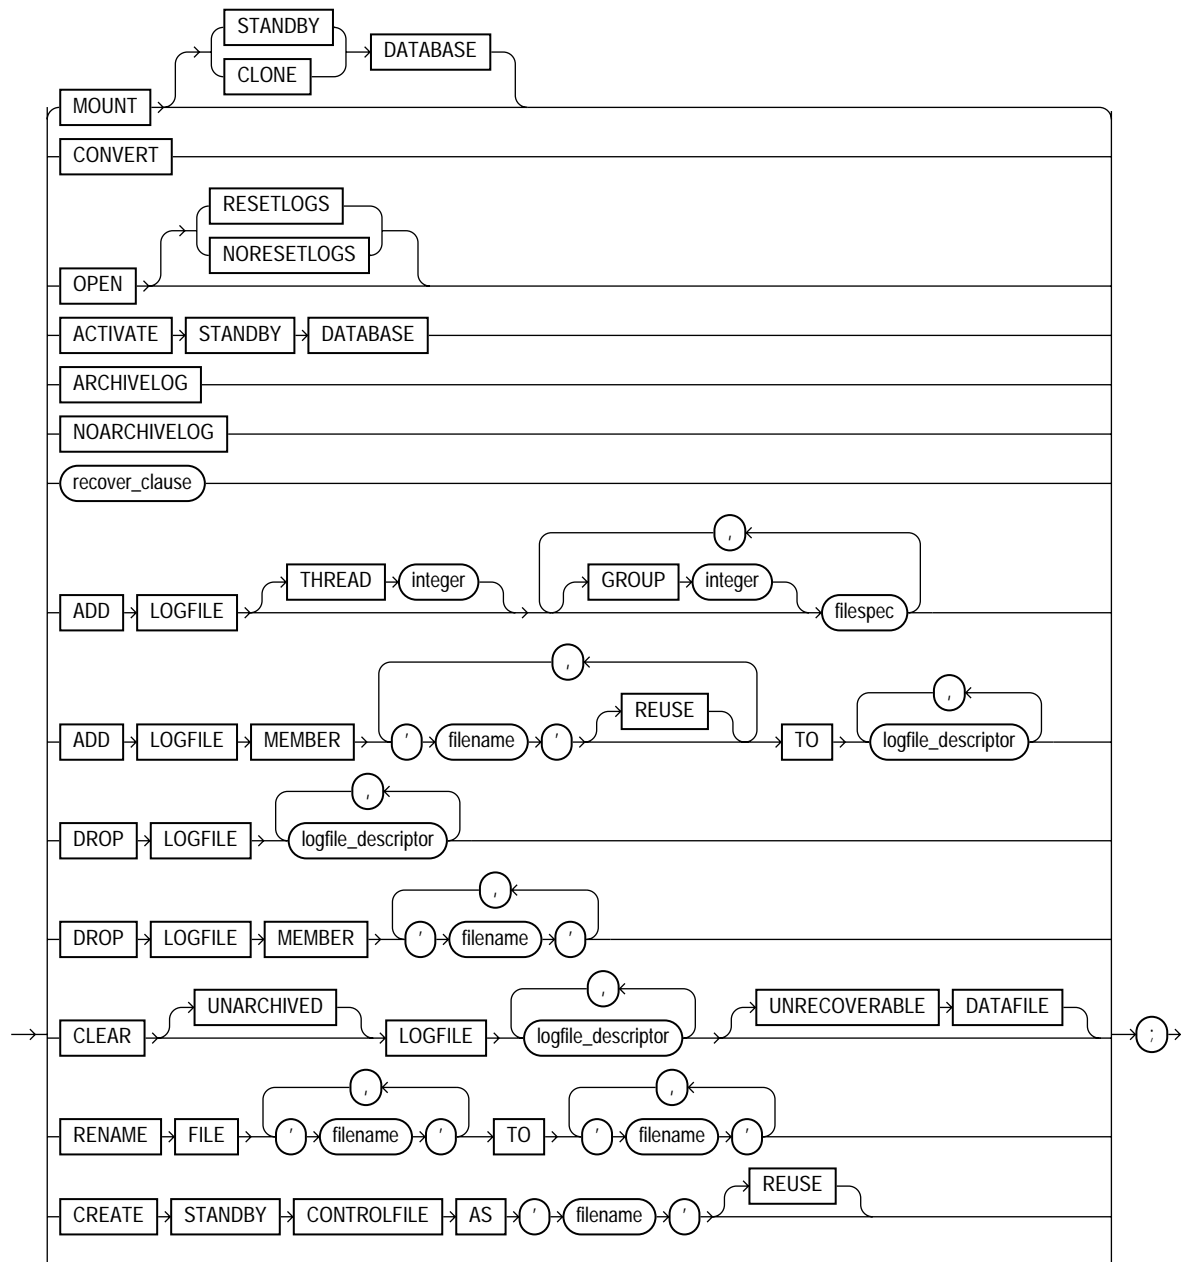 STANDBY
DATABASE
CLONE
MOUNT
CONVERT
RESETLOGS
NORESETLOGS
OPEN
ACTIVATE STANDBY DATABASE
ARCHIVELOG
NOARCHIVELOG
recover_clause
,
THREAD integer GROUP integer
ADD LOGFILE filespec
,
REUSE ,
ADD LOGFILE MEMBER ' filename ' TO logfile_descriptor
,
DROP LOGFILE logfile_descriptor
,
DROP LOGFILE MEMBER ' filename '
UNARCHIVED , UNRECOVERABLE DATAFILE
CLEAR LOGFILE logfile_descriptor ;
, ,
RENAME FILE ' filename ' TO ' filename '
REUSE
CREATE STANDBY CONTROLFILE AS ' filename '